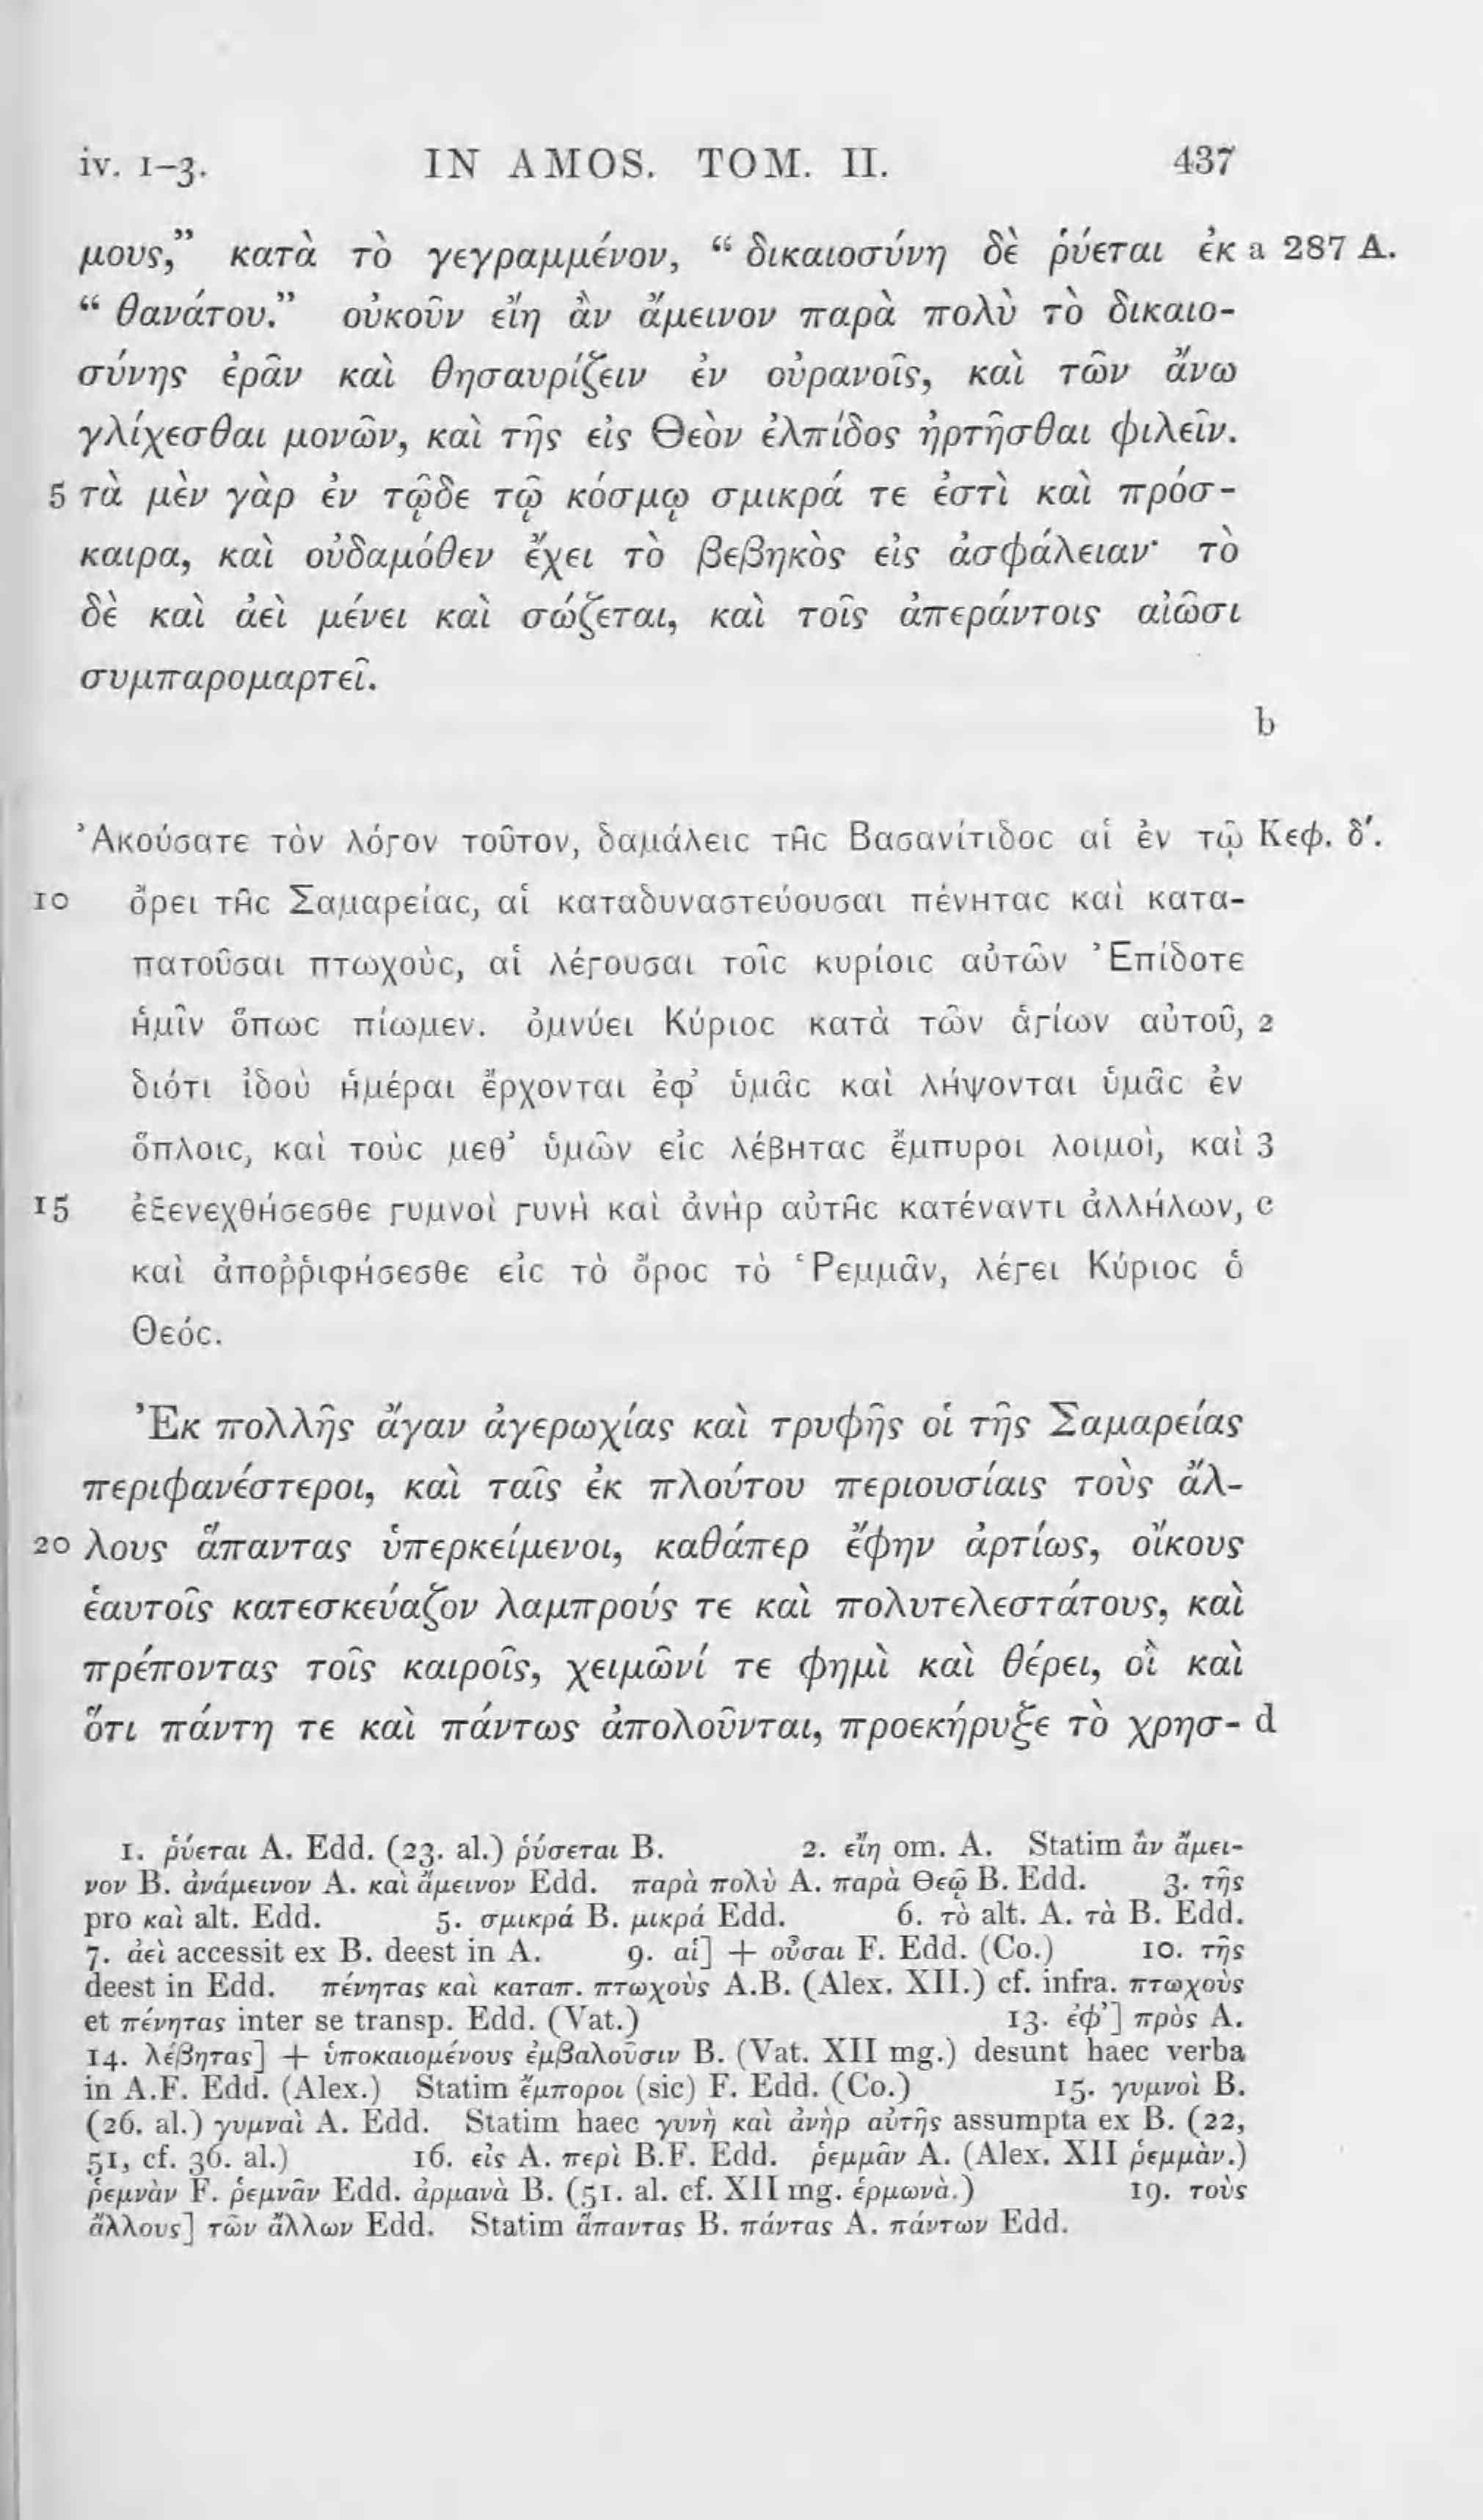 iv. 1-3. IN AMOS. TOM. II. 437
μους,” κατὰ τὸ γεγραμμένον, “ δικαιοσύνη δὲ ῥύεται ἐκ a 287 A.
“ θανάτου.” οὐκοῦν εἴη ἂν ἄμεινον παρὰ πολὺ τὸ δικαιο-
σύνης ἐρᾶν καὶ θησαυρίζειν ἐν οὐρανοῖς, καὶ τῶν ἄνω
γλίχεσθαι μονῶν, καὶ τῆς εἰς Θεὸν ἐλπίδος ἠρτῆσθαι φιλεῖν.
5 τὰ μὲν γὰρ ἐν τῷδε τῷ κόσμῳ σμικρά τε ἐστὶ καὶ πρόσ-
καιρα, καὶ οὐδαμόθεν ἔχει τὸ βεβηκὸς εἰς ἀσφάλειαν· τὸ
δὲ καὶ ἀεὶ μένει καὶ σώζεται, καὶ τοῖς ἀπεράντοις αἰῶσι
συμπαρομαρτεῖ.
b
Ἀκούσατε τὸν λόγον τοῦτον, δαμάλεις τῆς Βασανίτιδος αἱ ἐν τῷ Κεφ. δʹ.
10 ὄρει τῆς Σαμαρείας, αἱ καταδυναστεύουσαι πένητας καὶ κατα-
πατοῦσαι πτωχοὺς, αἱ λέγουσαι τοῖς κυρίοις αὐτῶν Ἐπίδοτε
ἡμῖν ὅπως πίωμεν. ὀμνύει Κύριος κατὰ τῶν ἁγίων αὐτοῦ, 2
διότι ἰδοὺ ἡμέραι ἔρχονται ἐφ’ ὑμᾶς καὶ λήψονται ὑμᾶς ἐν
ὅπλοις, καὶ τοὺς μεθ’ ὑμῶν εἰς λέβητας ἔμπυροι λοιμοὶ, καὶ 3
15 ἐξενεχθήσεσθε γυμνοὶ γυνὴ καὶ ἀνὴρ αὐτῆς κατέναντι ἀλλήλων, c
καὶ ἀποῤῥιφήσεσθε εἰς τὸ ὄρος τὸ Ῥεμμᾶν, λέγει Κύριος ὁ
Θεός.
Ἐκ πολλῆς ἄγαν ἀγερωχίας καὶ τρυφῆς οἱ τῆς Σαμαρείας
περιφανέστεροι, καὶ ταῖς ἐκ πλούτου περιουσίαις τοὺς ἄλ-
20 λους ἅπαντας ὑπερκείμενοι, καθάπερ ἔφην ἀρτίως, οἴκους
ἑαυτοῖς κατεσκεύαζον λαμπρούς τε καὶ πολυτελεστάτους, καὶ
πρέποντας τοῖς καιροῖς, χειμῶνί τε φημὶ καὶ θέρει, οἳ καὶ
ὅτι πάντη τε καὶ πάντως ἀπολοῦνται, προεκήρυξε τὸ χρησ- d
1. ῥύεται A. Edd. (23. al.) ῥύσεται B. 2. εἴη om. A. Statim ἂν ἄμει-
νον B. ἀνάμεινον A. καὶ ἄμεινον Edd. παρὰ πολὺ A. παρὰ Θεῷ B. Edd. 3. τῆς
pro καὶ alt. Edd. 5. σμικρά B. μικρά Edd. 6. τὸ alt. A. τὰ B. Edd.
7. ἀεὶ accessit ex B. deest in A. 9. αἱ] + οὖσαι F. Edd. (Co.) 10. τῆς
deest in Edd. πένητας καὶ καταπ. πτωχοὺς A.B. (Alex. XII.) cf. infra. πτωχοὺς
et πένητας inter se transp. Edd. (Vat.) 13. ἐφ’] πρὸς A.
14. λέβητας] + ὑποκαιομένους ἐμβαλοῦσιν B. (Vat. XII mg.) desunt haec verba
in A.F. Edd. (Alex.) Statim ἔμποροι (sic) F. Edd. (Co.) 15. γυμνοὶ B.
(26. al.) γυμναὶ A. Edd. Statim haec γυνὴ καὶ ἀνὴρ αὐτῆς assumpta ex B. (22,
51, cf. 36. al.) 16. εἰς A. περὶ B.F. Edd. ῥεμμᾶν A. (Alex. XII ῥεμμὰν.)
ῥεμνὰν F. ῥεμνᾶν Edd. ἀρμανὰ B. (51. al. cf. XII mg. ἑρμωνὰ.) 19. τοὺς
ἄλλους] τῶν ἄλλων Edd. Statim ἅπαντας B. πάντας A. πάντων Edd.